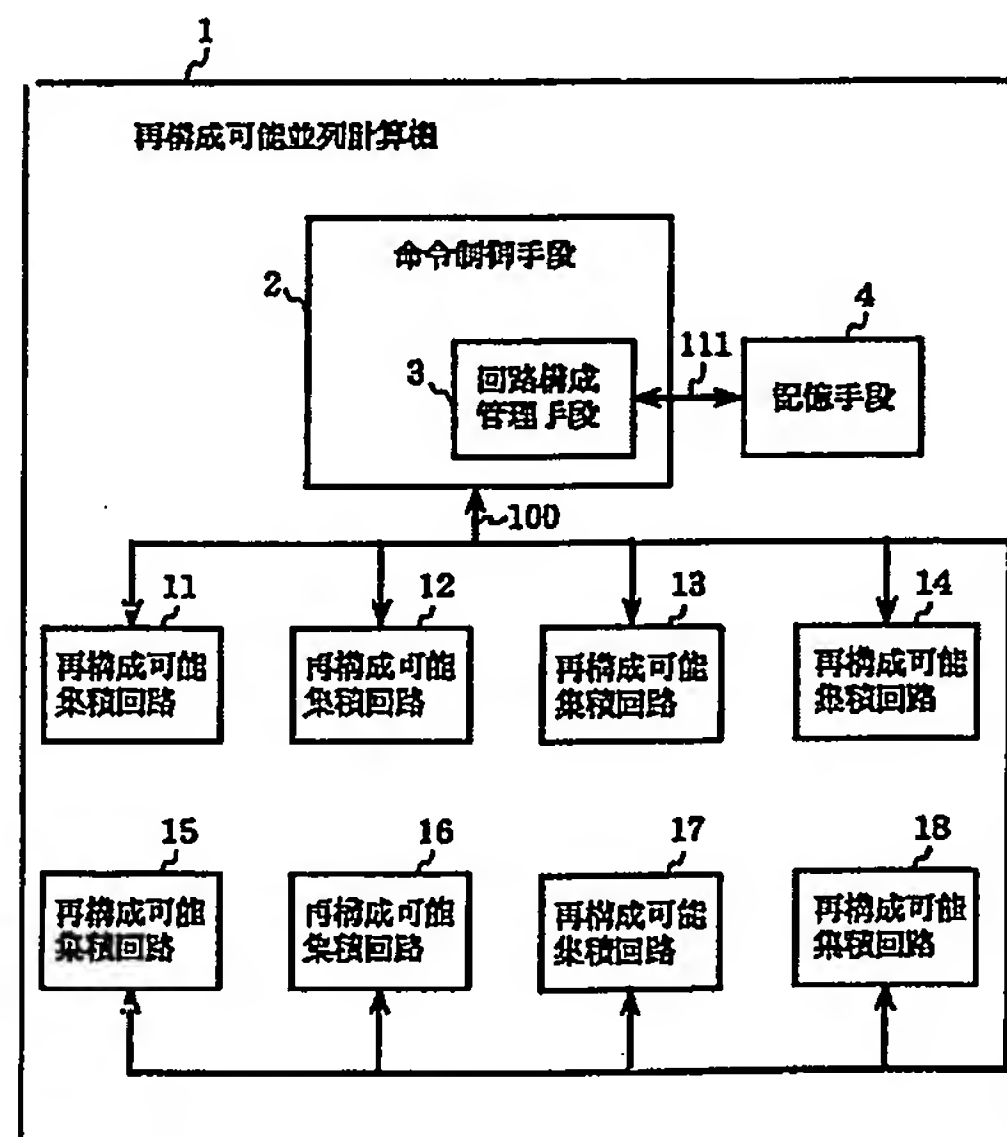 1
再構成可能並列計算機
命令制御手段
2
3
回路構成
管理手段
111
4
記憶手段
100
11
再構成可能
集積回路
12
再構成可能
集積回路
13
再構成可能
集積回路
14
再構成可能
集積回路
15
再構成可能
集積回路
16
再構成可能
集積回路
17
再構成可能
集積回路
18
再構成可能
集積回路